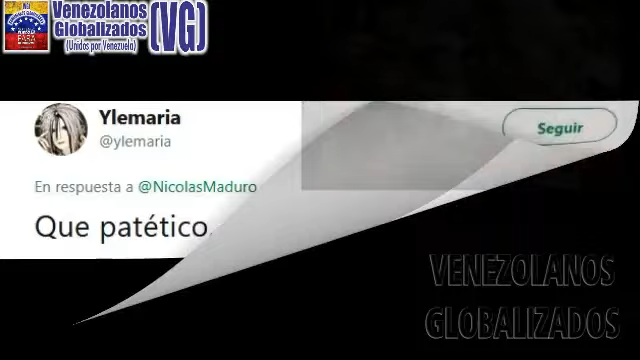 Venezolanos
Globalizados
(Unidos por Venezuela)
(VG)
Ylemaria
@ylemaria
Seguir
En respuesta a @NicolasMaduro
Que patético
VENEZOLANOS
GLOBALIZADOS